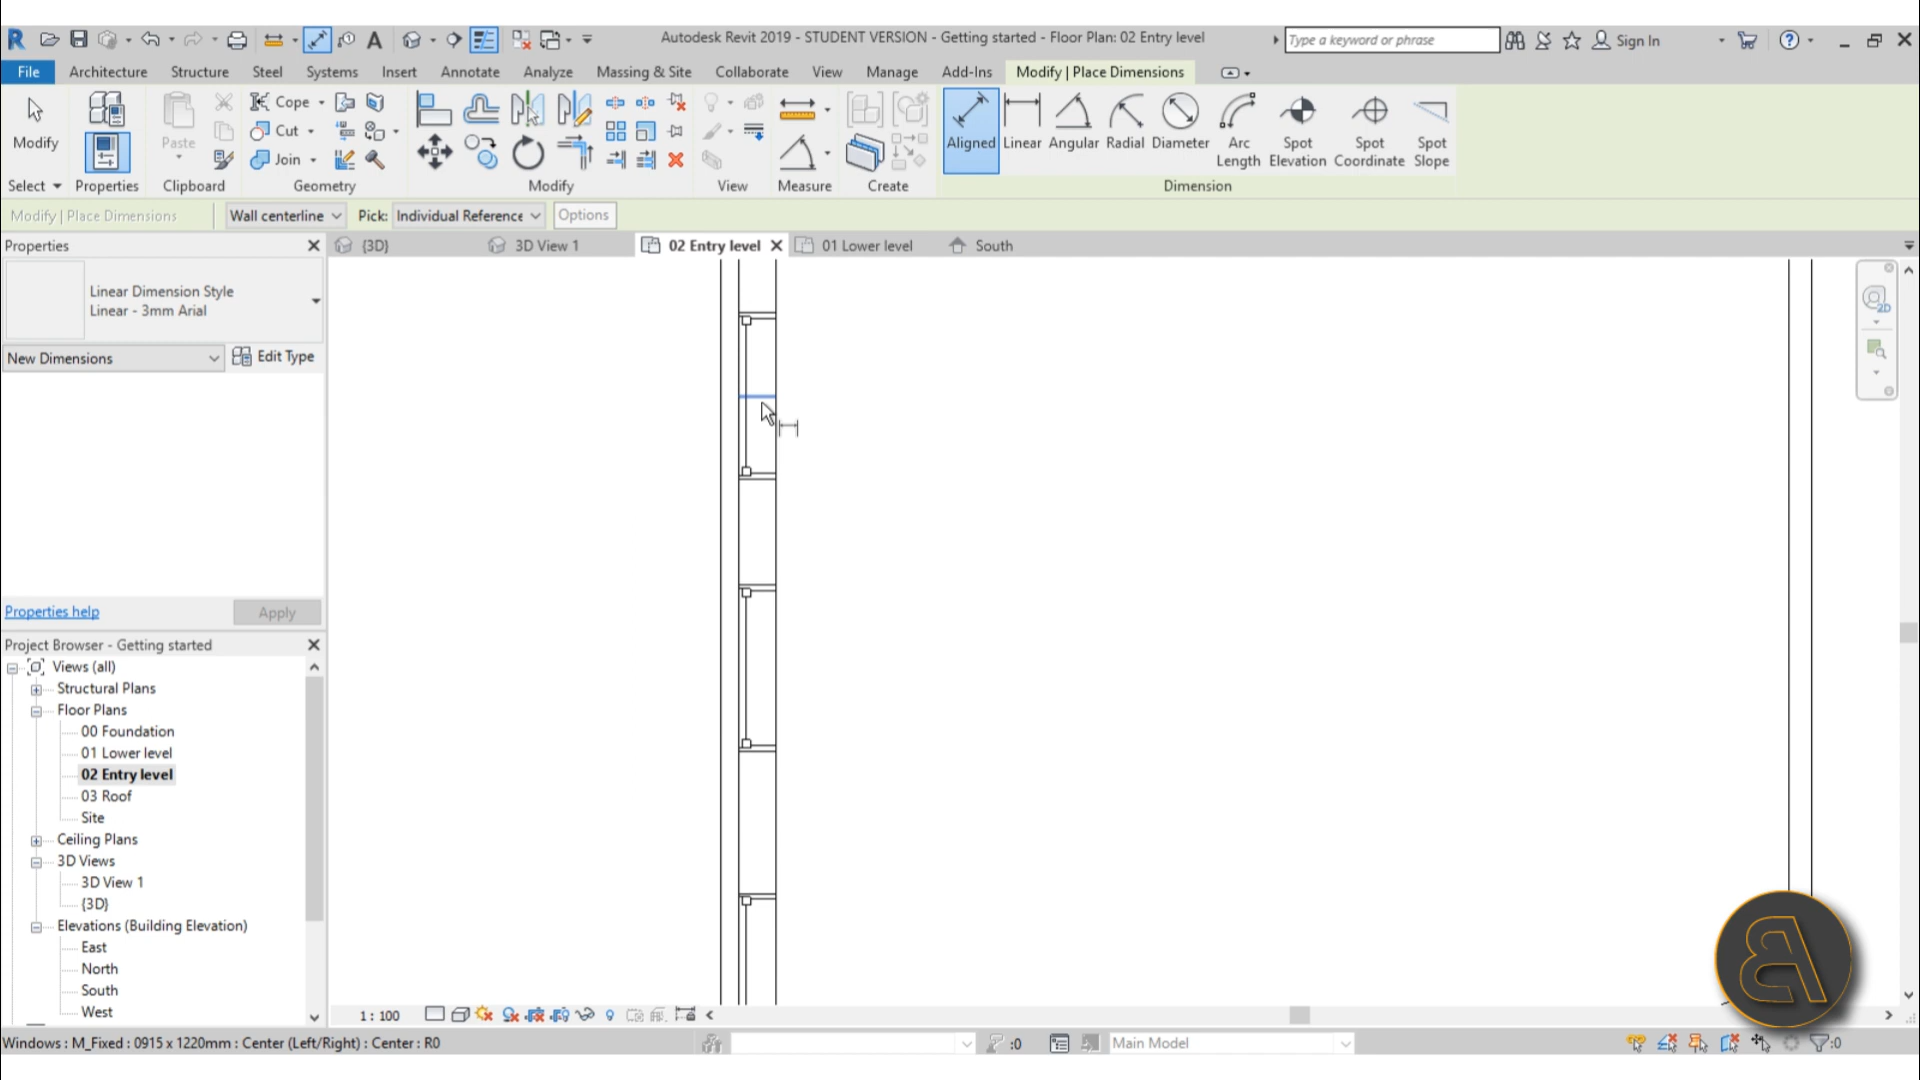 Autodesk Revit 2019 - STUDENT VERSION - Getting started - Floor Plan: 02 Entry level
Type a keyword or phrase
Sign In
File Architecture Structure Steel Systems Insert Annotate Analyze Massing & Site Collaborate View Manage Add-Ins Modify | Place Dimensions
Modify
Paste
Cope
Cut
Join
Aligned Linear Angular Radial Diameter Arc Length Spot Elevation Spot Coordinate Spot Slope
Select Properties Clipboard Geometry Modify View Measure Create Dimension
Modify | Place Dimensions Wall centerline Pick: Individual Reference Options
Properties
{3D} 3D View 1 02 Entry level 01 Lower level South
Linear Dimension Style
Linear - 3mm Arial
New Dimensions Edit Type
2D
Properties help Apply
Project Browser - Getting started
Views (all)
Structural Plans
Floor Plans
00 Foundation
01 Lower level
02 Entry level
03 Roof
Site
Ceiling Plans
3D Views
3D View 1
{3D}
Elevations (Building Elevation)
East
North
South
West
1 : 100
Windows : M_Fixed : 0915 x 1220mm : Center (Left/Right) : Center : R0
:0
Main Model
:0